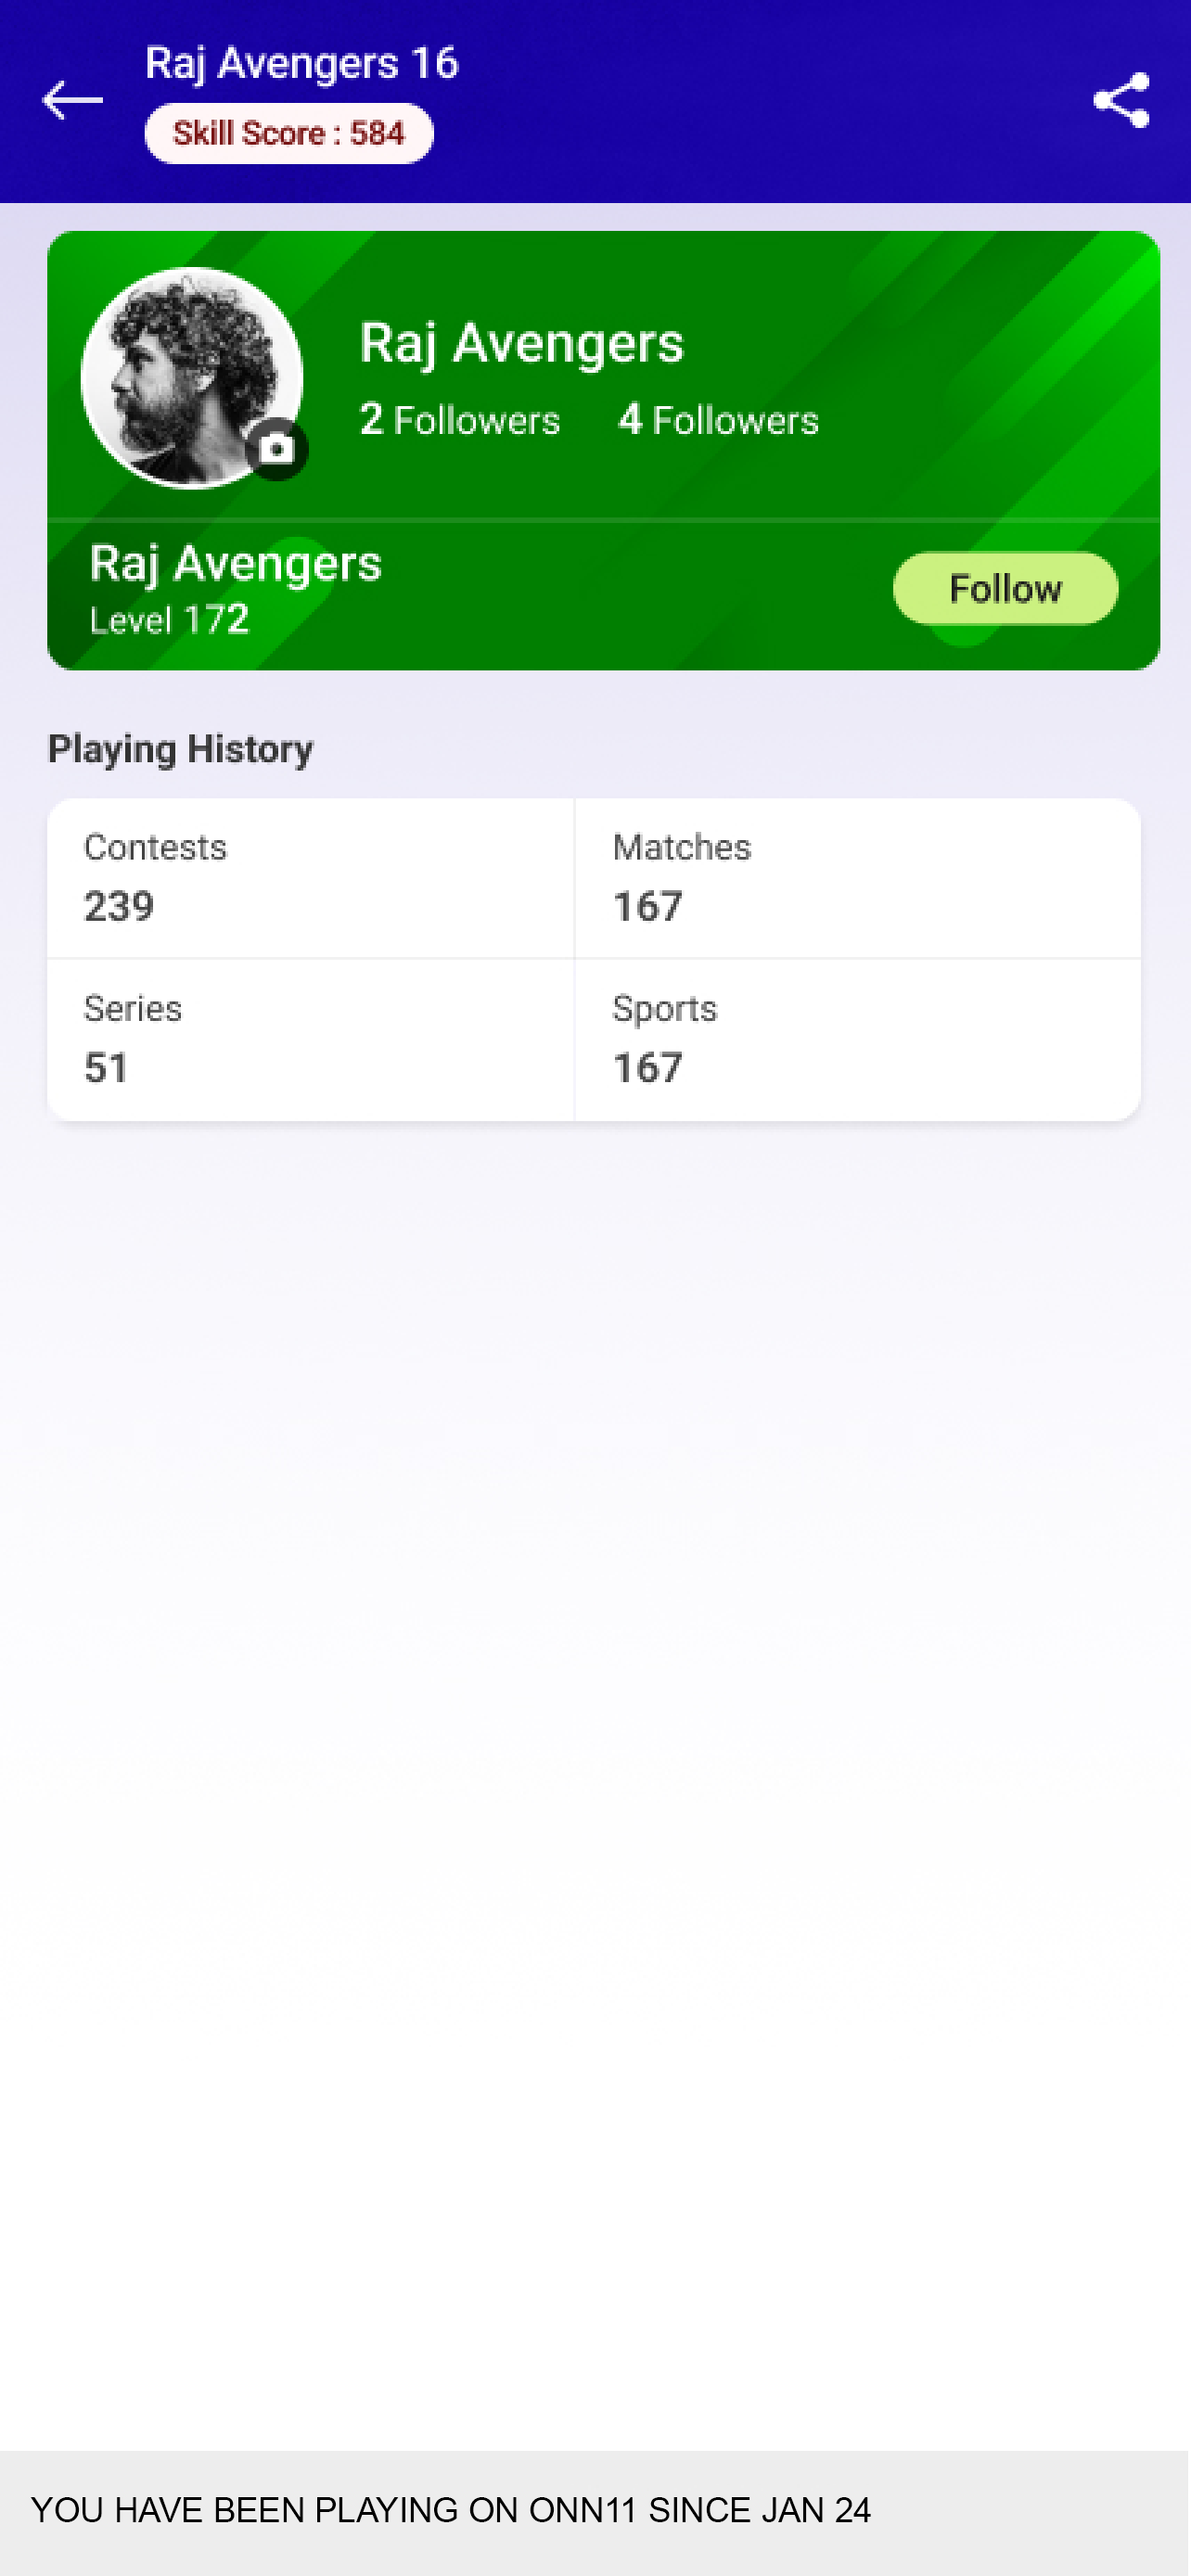 Raj Avengers 16
Skill Score : 584
Raj Avengers
2 Followers 4 Followers
Raj Avengers
Level 172
Follow
Playing History
Contests Matches
239 167
Series Sports
51 167
YOU HAVE BEEN PLAYING ON ONN11 SINCE JAN 24